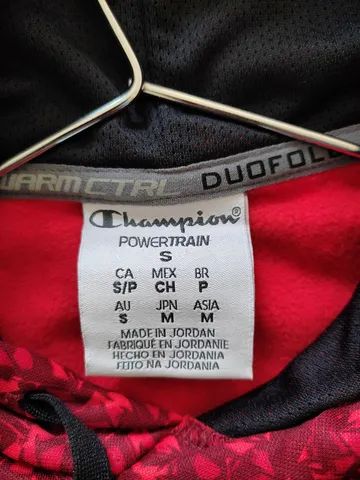 WARMCTRL DUOFOLD
Champion®
POWERTRAIN
S
CA MEX BR
S/P CH P
AU JPN ASIA
S M M
MADE IN JORDAN
FABRIQUÉ EN JORDANIE
HECHO EN JORDANIA
FEITO NA JORDANIA